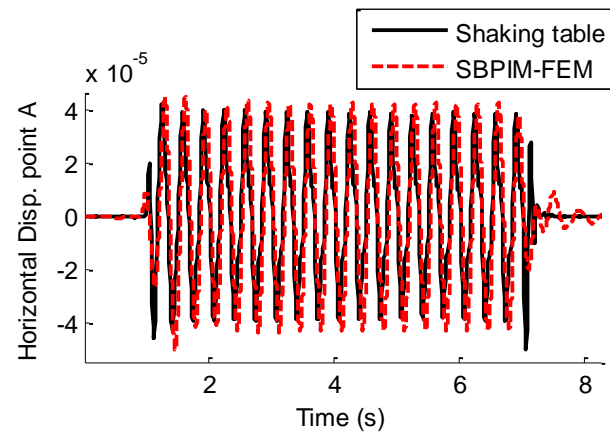 Shaking table
SBPIM-FEM
x 10-5
Horizontal Disp. point A
4
2
0
-2
-4
2 4 6 8
Time (s)